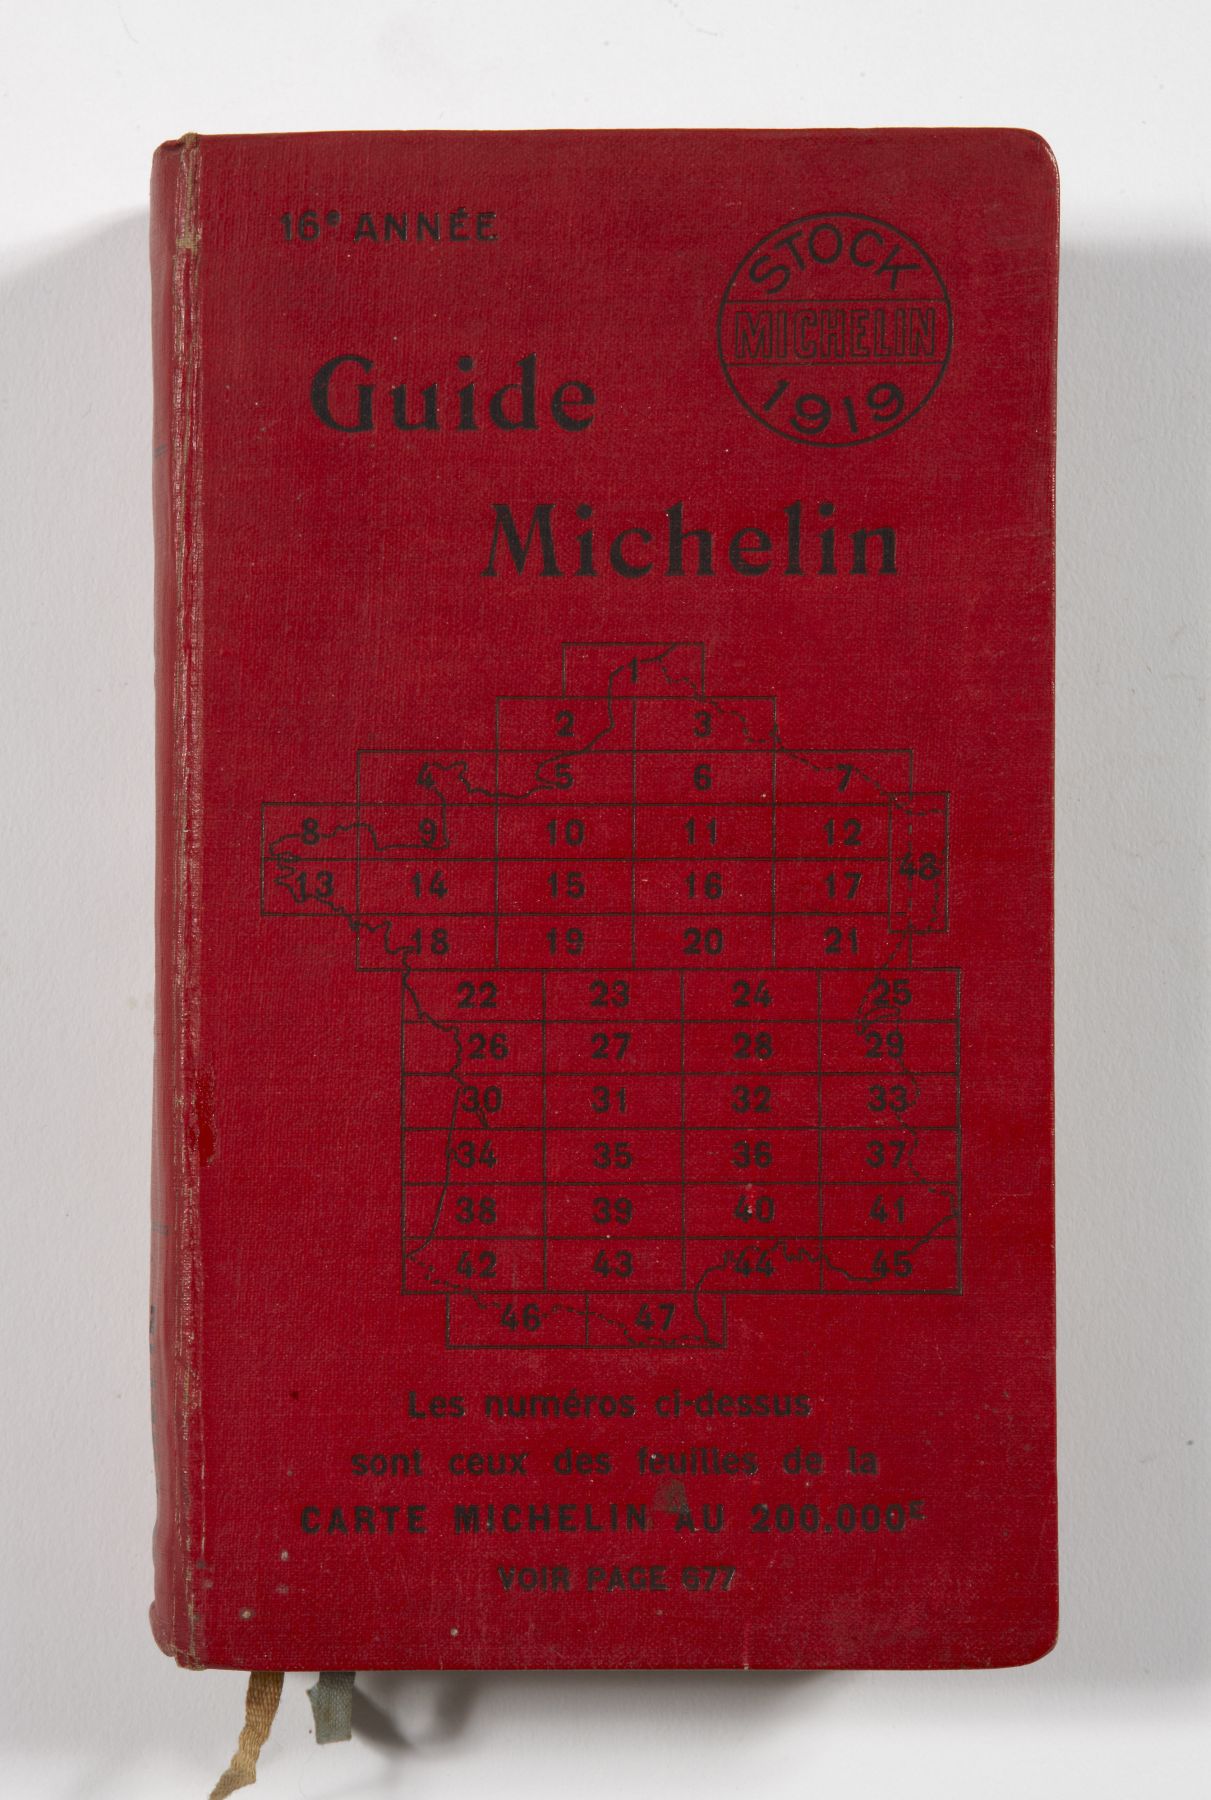 16e ANNÉE
STOCK
MICHELIN
1919
Guide
Michelin
1
2 3
4 5 6 7
8 9 10 11 12
48
13 14 15 16 17
18 19 20 21
22 23 24 25
26 27 28 29
30 31 32 33
34 35 36 37
38 39 40 41
42 43 44 45
46 47
Les numéros ci-dessus
sont ceux des feuilles de la
CARTE MICHELIN AU 200.000E
VOIR PAGE 677